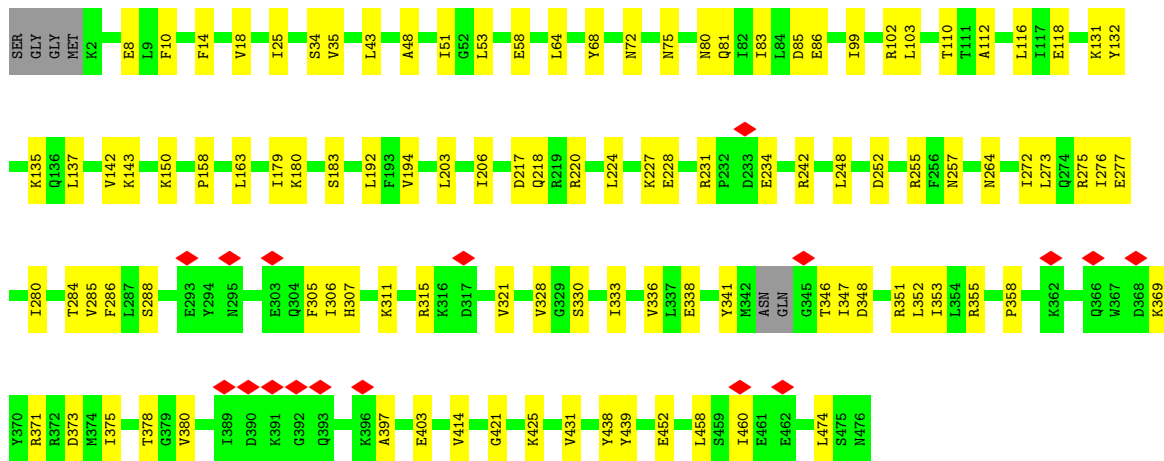 SER GLY GLY MET K2 E8 L9 F10 F14 V18 I25 S34 V35 L43 A48 I51 G52 L53 E58 L64 Y68 N72 N75 N80 Q81 I82 I83 L84 D85 E86 I99 R102 L103 T110 T111 A112 L116 I117 E118 K131 Y132
K135 Q136 L137 V142 K143 K150 P158 L163 I179 K180 S183 L192 F193 V194 L203 I206 D217 Q218 R219 R220 L224 K227 E228 R231 P232 D233 E234 R242 L248 D252 R255 F256 N257 N264 I272 L273 Q274 R275 I276 E277
I280 T284 V285 F286 L287 S288 E293 Y294 N295 E303 Q304 F305 I306 H307 K311 R315 K316 D317 V321 V328 G329 S330 I333 V336 L337 E338 Y341 M342 ASN GLN G345 T346 I347 D348 R351 L352 I353 L354 R355 P358 K362 Q366 W367 D368 K369
Y370 R371 R372 D373 M374 I375 T378 G379 V380 I389 D390 K391 G392 Q393 K396 A397 E403 V414 G421 K425 V431 Y438 Y439 E452 L458 S459 I460 E461 E462 L474 S475 N476